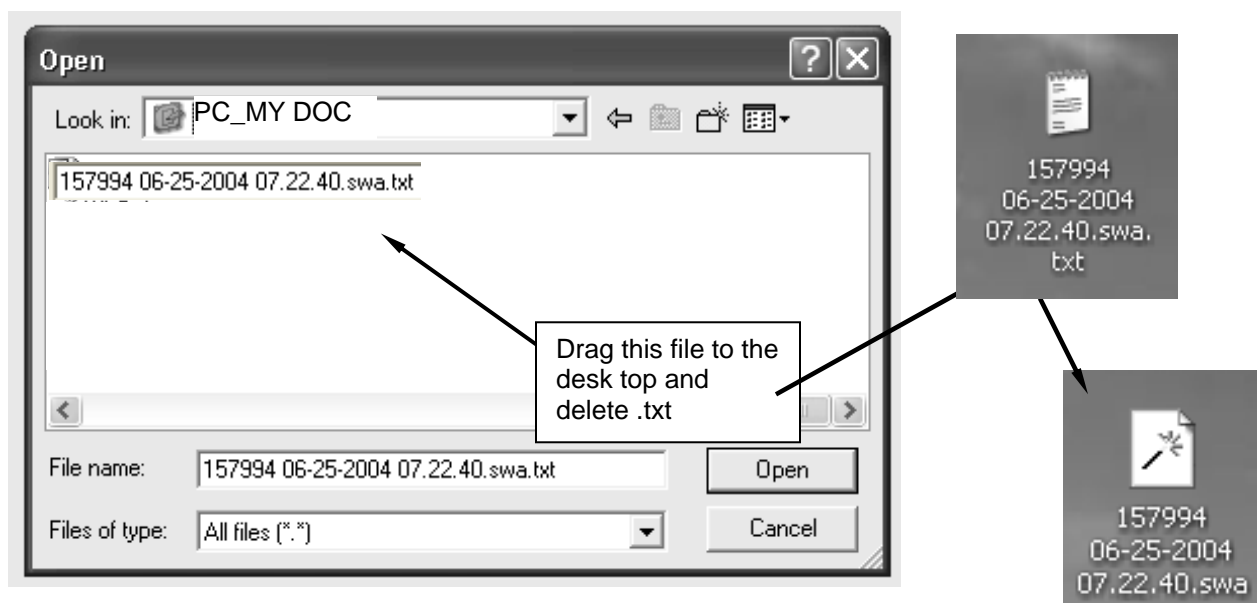 Open
Look in: PC_MY DOC
157994 06-25-2004 07.22.40.swa.txt
Drag this file to the
desk top and
delete .txt
File name: 157994 06-25-2004 07.22.40.swa.txt
Open
Files of type: All files (*.*)
Cancel
157994
06-25-2004
07.22.40.swa.
txt
157994
06-25-2004
07.22.40.swa